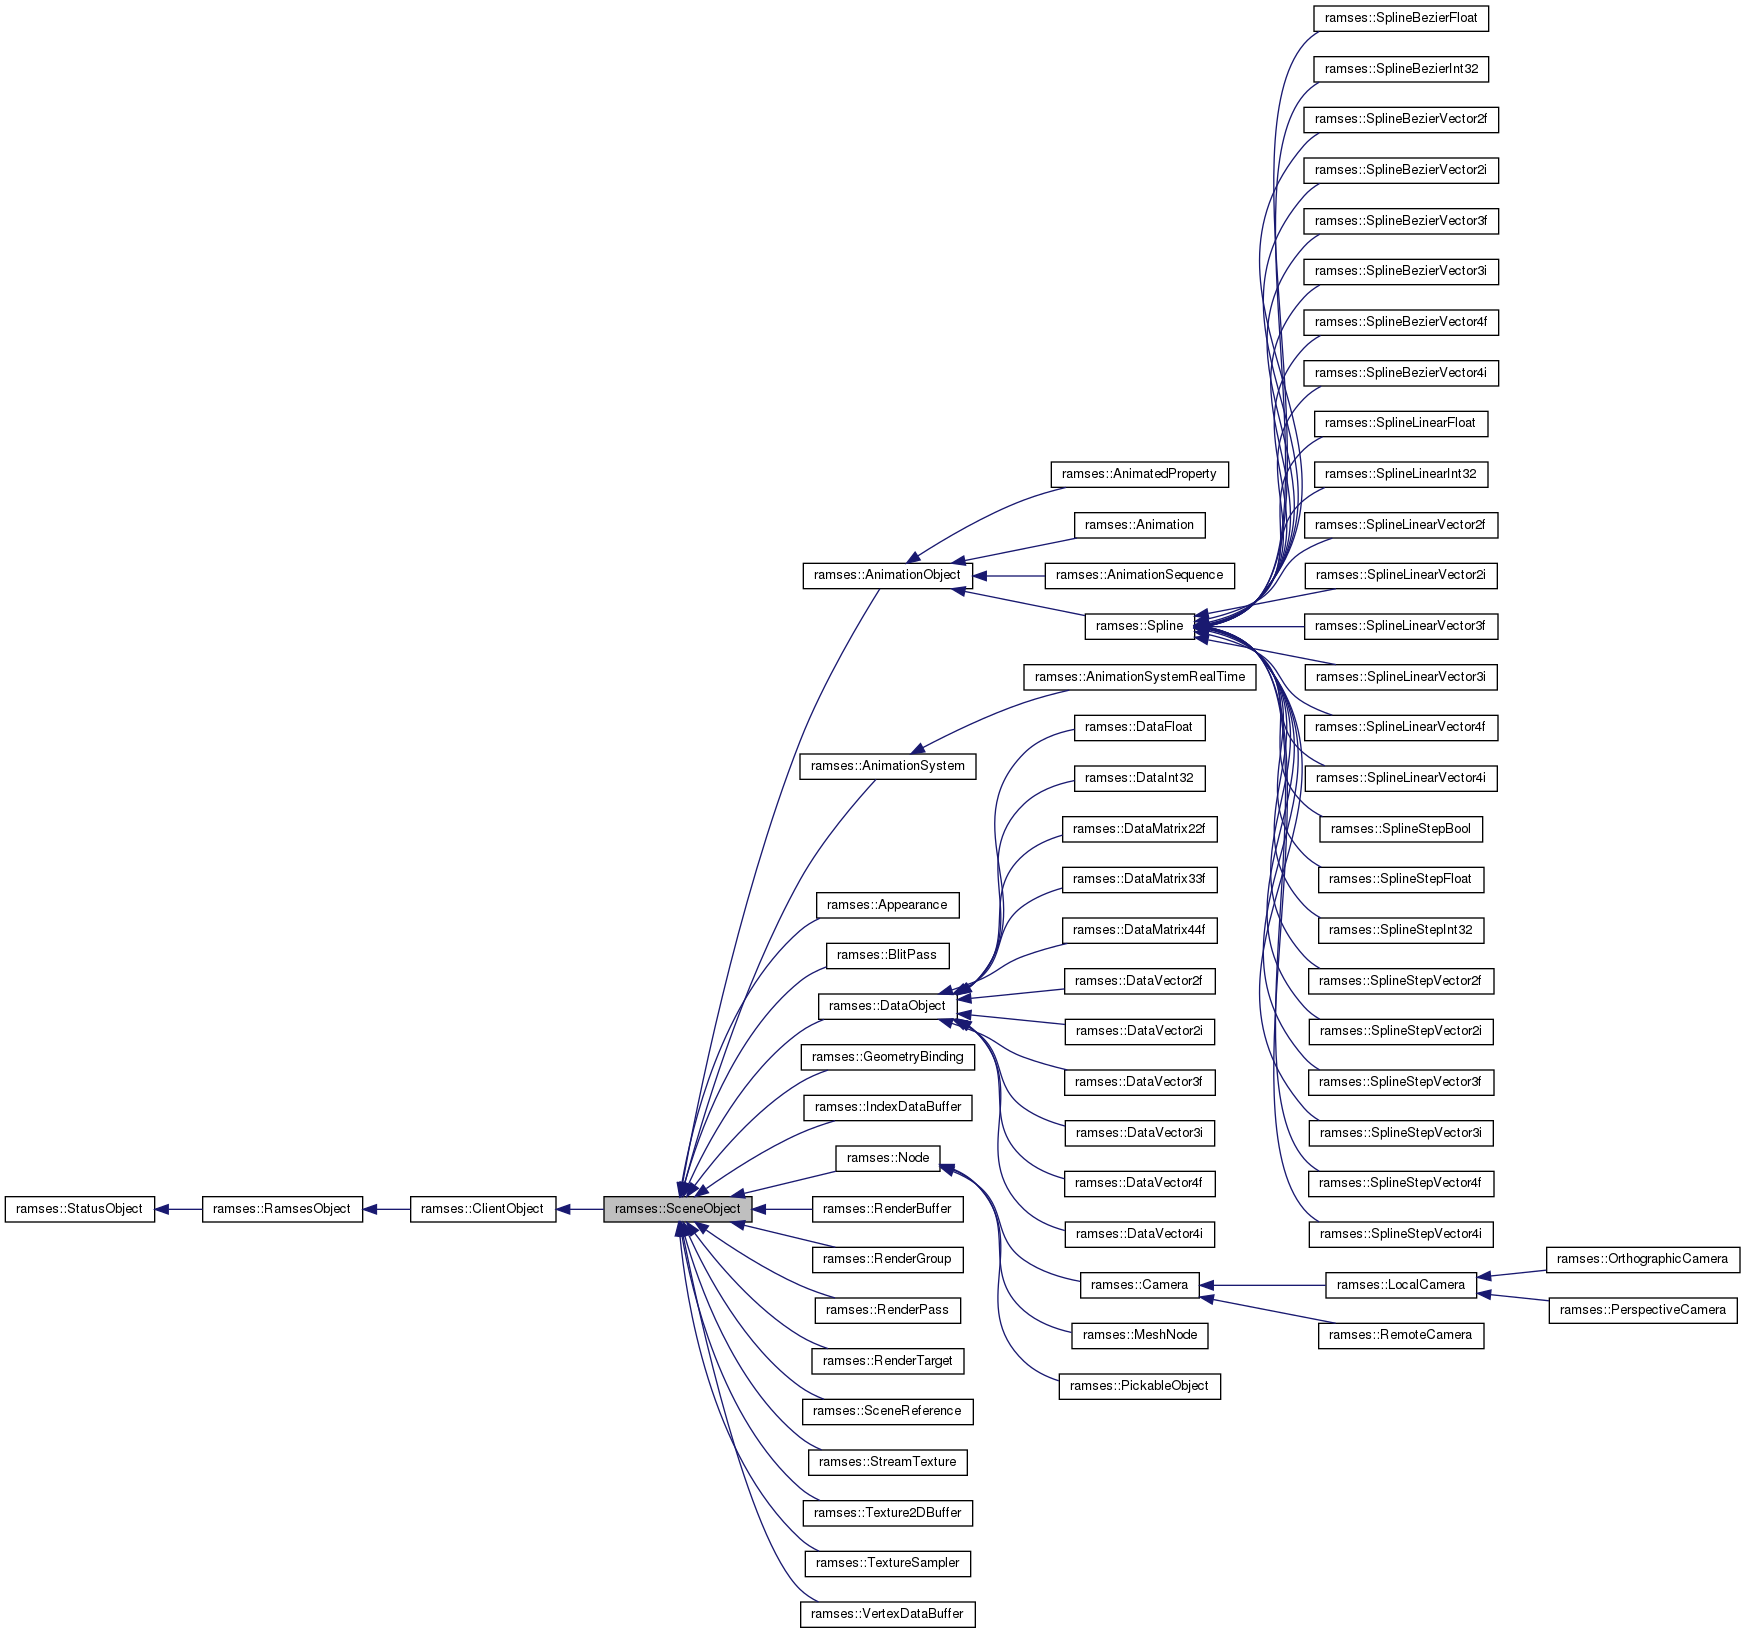 ramses::StatusObject
ramses::RamsesObject
ramses::ClientObject
ramses::SceneObject
ramses::AnimationObject
ramses::AnimationSystem
ramses::Appearance
ramses::BlitPass
ramses::DataObject
ramses::GeometryBinding
ramses::IndexDataBuffer
ramses::Node
ramses::RenderBuffer
ramses::RenderGroup
ramses::RenderPass
ramses::RenderTarget
ramses::SceneReference
ramses::StreamTexture
ramses::Texture2DBuffer
ramses::TextureSampler
ramses::VertexDataBuffer
ramses::AnimatedProperty
ramses::Animation
ramses::AnimationSequence
ramses::Spline
ramses::AnimationSystemRealTime
ramses::DataFloat
ramses::DataInt32
ramses::DataMatrix22f
ramses::DataMatrix33f
ramses::DataMatrix44f
ramses::DataVector2f
ramses::DataVector2i
ramses::DataVector3f
ramses::DataVector3i
ramses::DataVector4f
ramses::DataVector4i
ramses::Camera
ramses::MeshNode
ramses::PickableObject
ramses::SplineBezierFloat
ramses::SplineBezierInt32
ramses::SplineBezierVector2f
ramses::SplineBezierVector2i
ramses::SplineBezierVector3f
ramses::SplineBezierVector3i
ramses::SplineBezierVector4f
ramses::SplineBezierVector4i
ramses::SplineLinearFloat
ramses::SplineLinearInt32
ramses::SplineLinearVector2f
ramses::SplineLinearVector2i
ramses::SplineLinearVector3f
ramses::SplineLinearVector3i
ramses::SplineLinearVector4f
ramses::SplineLinearVector4i
ramses::SplineStepBool
ramses::SplineStepFloat
ramses::SplineStepInt32
ramses::SplineStepVector2f
ramses::SplineStepVector2i
ramses::SplineStepVector3f
ramses::SplineStepVector3i
ramses::SplineStepVector4f
ramses::SplineStepVector4i
ramses::LocalCamera
ramses::RemoteCamera
ramses::OrthographicCamera
ramses::PerspectiveCamera